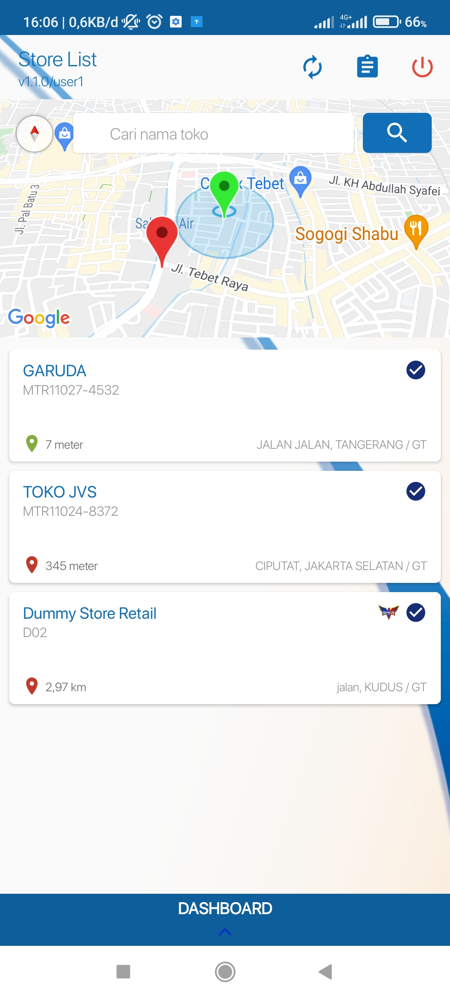 16:06 | 0,6KB/d
4G+
66%
Store List
v1.1.0/user1
Cari nama toko
Tebet
Jl. KH Abdullah Syafei
Jl. Pal Batu 3
Air
Sogogi Shabu
Jl. Tebet Raya
Google
GARUDA
MTR11027-4532
7 meter
JALAN JALAN, TANGERANG / GT
TOKO JVS
MTR11024-8372
345 meter
CIPUTAT, JAKARTA SELATAN / GT
Dummy Store Retail
D02
2,97 km
jalan, KUDUS / GT
DASHBOARD